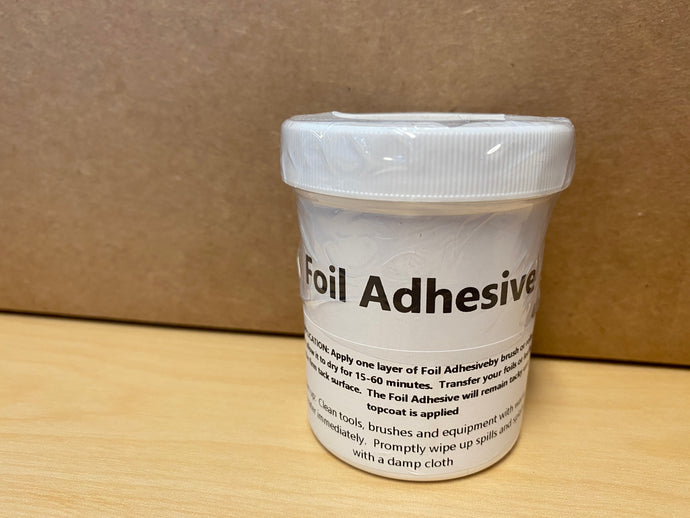 Foil Adhesive
Apply one layer of Foil Adhesiveby brush or
it to dry for 15-60 minutes. Transfer your foils or
tack surface. The Foil Adhesive will remain tacky
topcoat is applied
Clean tools, brushes and equipment with
immediately. Promptly wipe up spills and
with a damp cloth